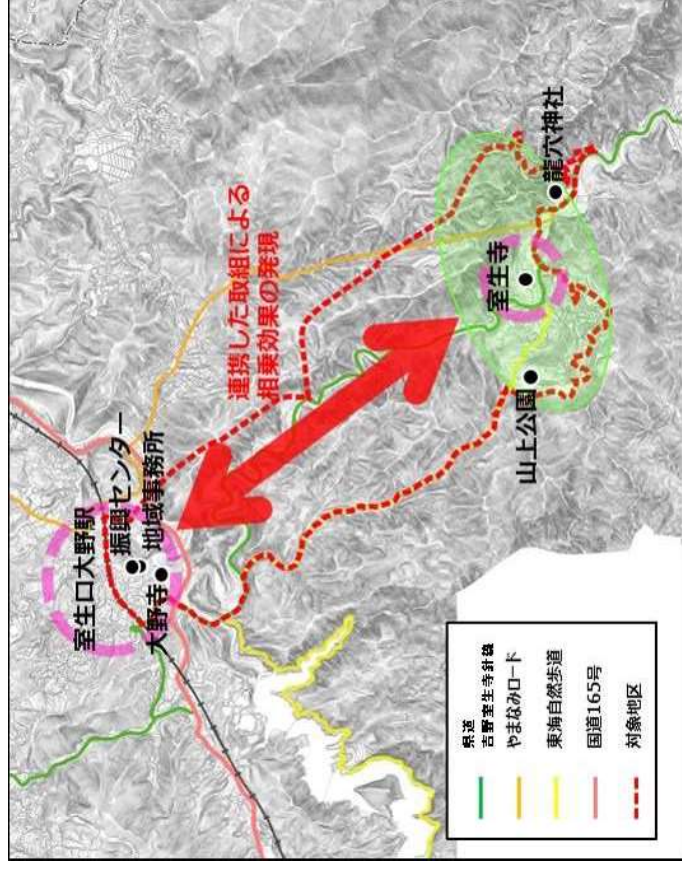 連携した取組による
相乗効果の発現
室生口大野駅
振興センター
地域事務所
大野寺
室生寺
龍穴神社
山上公園
県道
吉野室生寺針線
やまなみロード
東海自然歩道
国道165号
対象地区